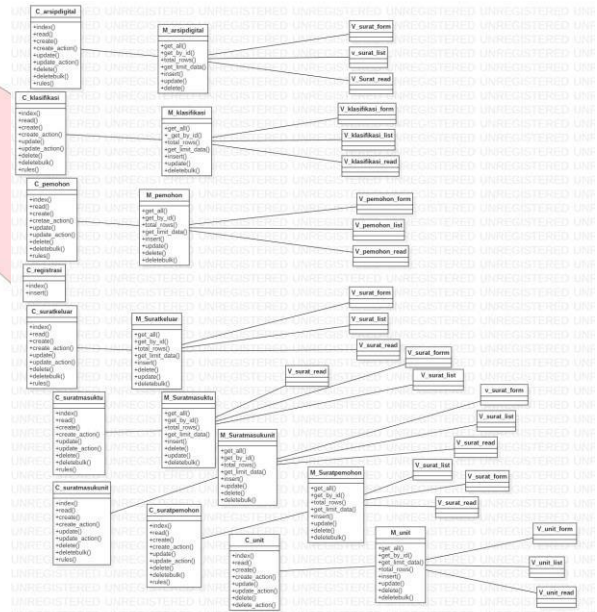 C_arsipdigital
+index()
+read()
+create()
+create_action()
+update()
+update_action()
+delete()
+deletebulk()
+rules()
M_arsipdigital
+get_all()
+get_by_id()
+total_rows()
+get_limit_data()
+insert()
+update()
+delete()
V_surat_form
v_surat_list
V_Surat_read
C_klasifikasi
+index()
+read()
+create()
+create_action()
+update()
+update_action()
+delete()
+deletebulk()
+rules()
M_klasifikasi
+get_all()
+_get_by_id()
+total_rows()
+get_limit_data()
+insert()
+update()
+deletebulk()
V_klasifikasi_form
V_klasifikasi_list
V_klasifikasi_read
C_pemohon
+index()
+read()
+create()
+cretae_action()
+update()
+update_action()
+delete()
+deletebulk()
+rules()
M_pemohon
+get_all()
+get_by_id()
+total_rows()
+get_limit_data()
+insert()
+update()
+delete()
+deletebulk()
V_pemohon_form
V_pemohon_list
V_pemohon_read
C_registrasi
+index()
+insert()
C_suratkeluar
+index()
+read()
+create()
+create_action()
+update()
+update_action()
+delete()
+deletebulk()
+rules()
M_Suratkeluar
+get_all()
+get_by_id()
+total_rows()
+get_limit_data()
+insert()
+delete()
+update()
+deletebulk()
V_surat_form
V_surat_list
V_surat_read
C_suratmasuktu
+index()
+read()
+create()
+create_action()
+update()
+update_action()
+delete()
+deletebulk()
+rules()
M_Suratmasuktu
+get_all()
+get_by_id()
+total_rows()
+get_limit_data()
+insert()
+delete()
+update()
+deletebulk()
V_surat_read
V_surat_formm
V_surat_list
C_suratmasukunit
+index()
+read()
+create()
+create_action()
+update()
+update_action()
+delete()
+deletebulk()
+rules()
M_Suratmasukunit
+get_all()
+get_by_id()
+total_rows()
+get_limit_data()
+insert()
+update()
+delete()
+deletebulk()
v_surat_form
V_surat_list
V_surat_read
C_suratpemohon
+index()
+read()
+create()
+create_action()
+update()
+update_action()
+delete()
+deletebulk()
+rules()
M_Suratpemohon
+get_all()
+get_by_id()
+get_limit_data()
+total_rows()
+insert()
+update()
+delete()
+deletebulk()
V_surat_list
V_surat_form
V_surat_read
C_unit
+index()
+read()
+create()
+create_action()
+update()
+update_action()
+delete()
+delete_action()
M_unit
+get_all()
+get_by_id()
+get_limit_data()
+total_rows()
+insert()
+update()
+delete()
+deletebulk()
V_unit_form
V_unit_list
V_unit_read